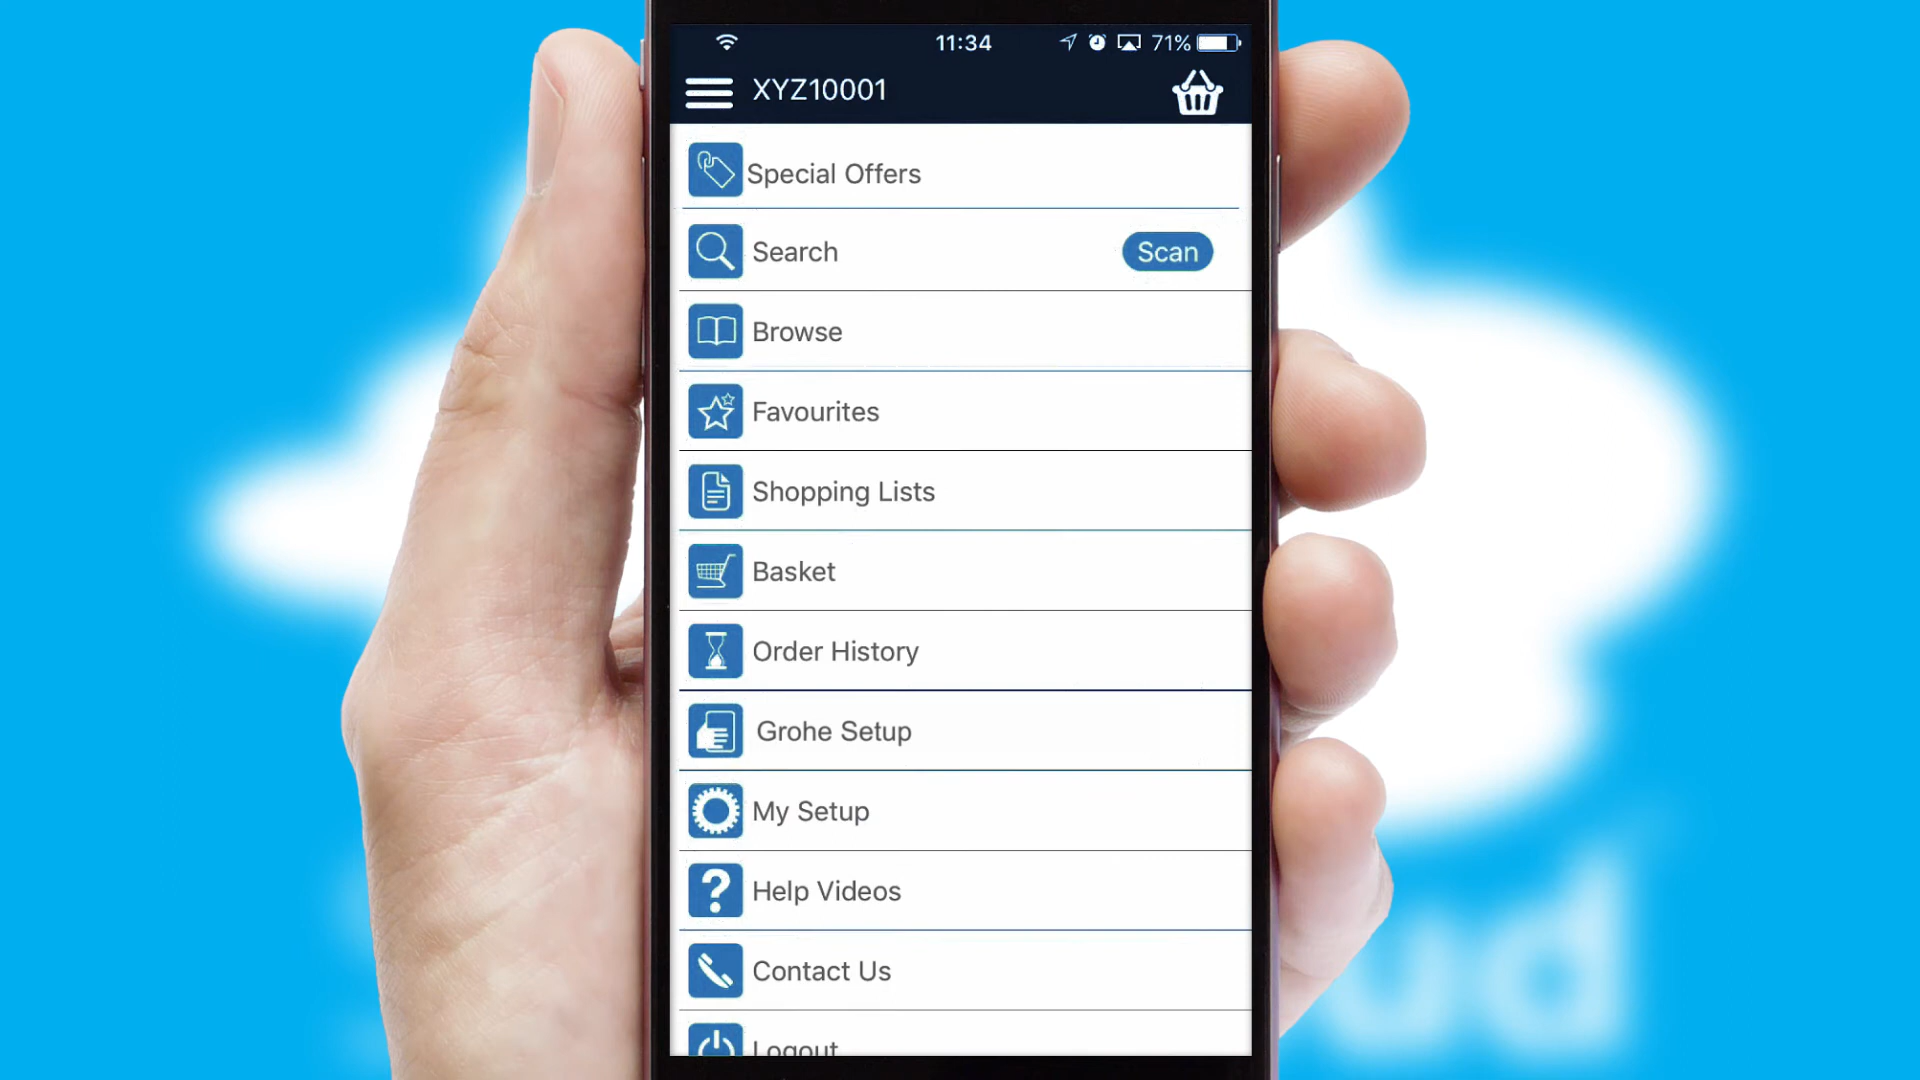 11:34
71%
XYZ10001
Special Offers
Search
Scan
Browse
Favourites
Shopping Lists
Basket
Order History
Grohe Setup
My Setup
Help Videos
Contact Us
Logout
ud